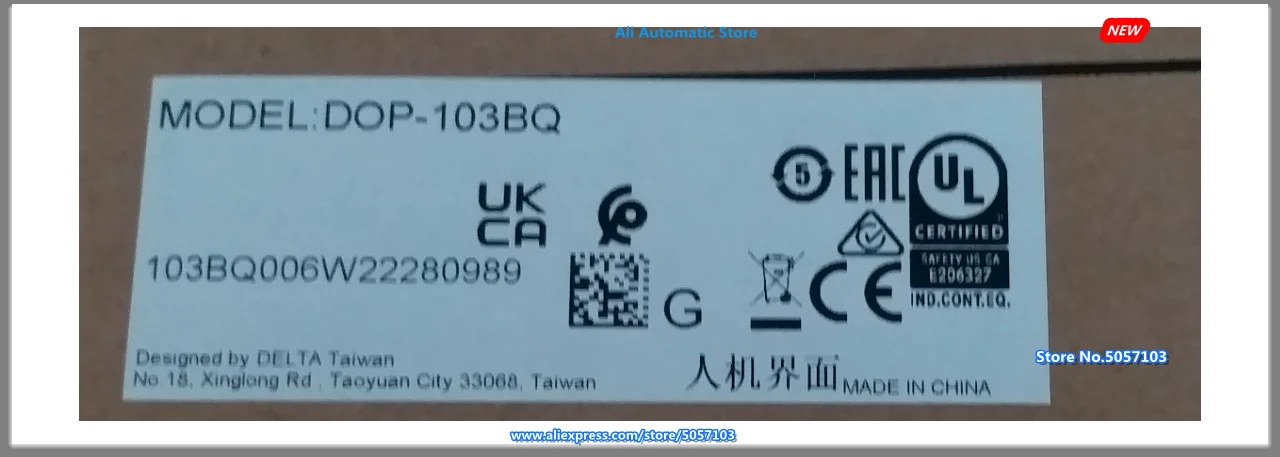 Ali Automatic Store
NEW
MODEL:DOP-103BQ
5
EAC
UL
CERTIFIED
SAFETY US CA
E206327
IND.CONT.EQ.
UK
CA
103BQ006W22280989
G
CE
Designed by DELTA Taiwan
No 18, Xinglong Rd , Taoyuan City 33068, Taiwan
人机界面 MADE IN CHINA
Store No.5057103
www.aliexpress.com/store/5057103